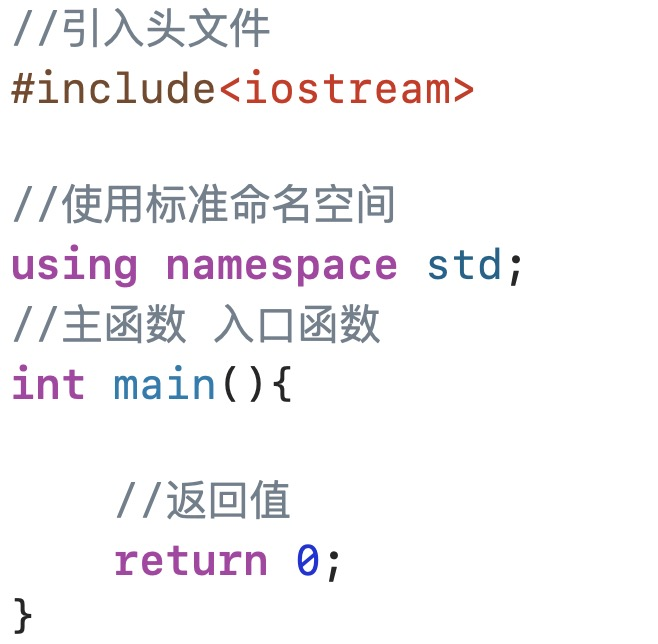 //引入头文件
#include<iostream>
//使用标准命名空间
using namespace std;
//主函数 入口函数
int main(){
//返回值
return 0;
}